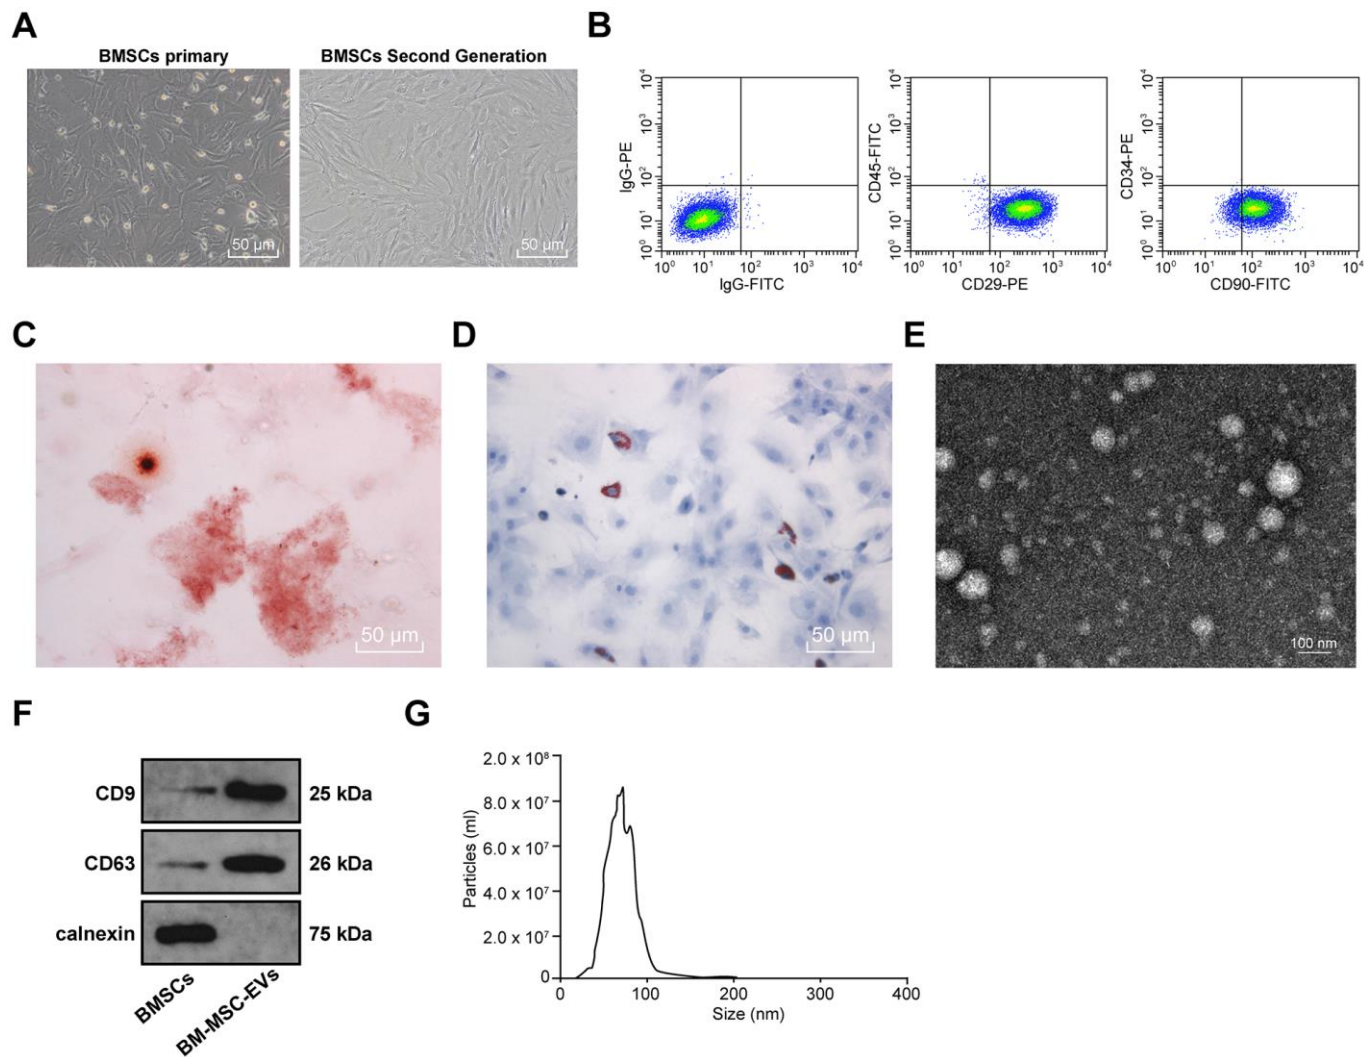 A
BMSCs primary
BMSCs Second Generation
50 µm
50 µm
B
10⁴
10³
10²
10¹
10⁰
IgG-PE
10⁰ 10¹ 10² 10³ 10⁴
IgG-FITC
10⁴
10³
10²
10¹
10⁰
CD45-FITC
10⁰ 10¹ 10² 10³ 10⁴
CD29-PE
10⁴
10³
10²
10¹
10⁰
CD34-PE
10⁰ 10¹ 10² 10³ 10⁴
CD90-FITC
C
50 µm
D
50 µm
E
100 nm
F
CD9 25 kDa
CD63 26 kDa
calnexin 75 kDa
BMSCs
BM-MSC-EVs
G
2.0 x 10⁸
8.0 x 10⁷
6.0 x 10⁷
4.0 x 10⁷
2.0 x 10⁷
0
Particles (ml)
0 100 200 300 400
Size (nm)